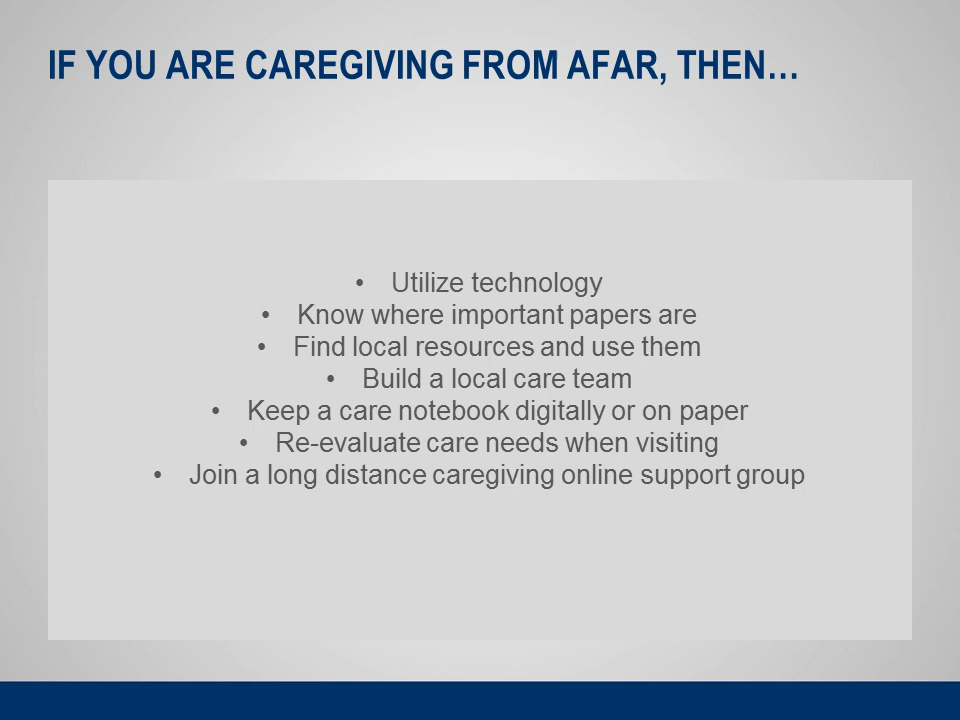 IF YOU ARE CAREGIVING FROM AFAR, THEN…
• Utilize technology
• Know where important papers are
• Find local resources and use them
• Build a local care team
• Keep a care notebook digitally or on paper
• Re-evaluate care needs when visiting
• Join a long distance caregiving online support group